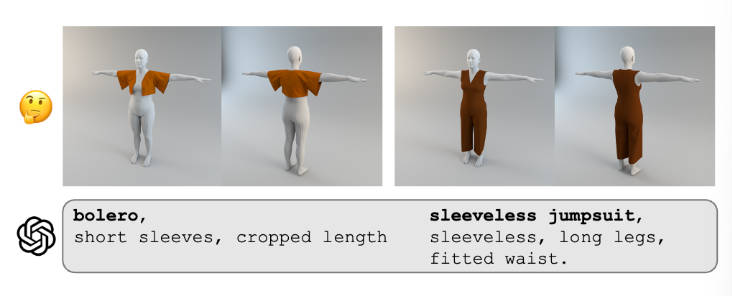 bolero,
short sleeves, cropped length
sleeveless jumpsuit,
sleeveless, long legs,
fitted waist.